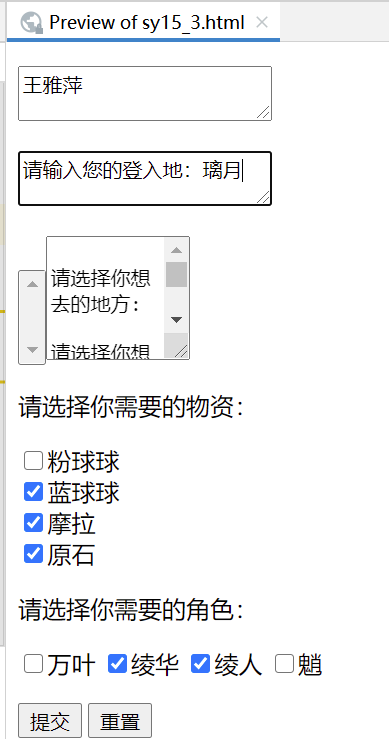 Preview of sy15_3.html
王雅萍
请输入您的登入地：璃月
请选择你想
去的地方：
请选择你想
请选择你需要的物资：
粉球球
蓝球球
摩拉
原石
请选择你需要的角色：
万叶 绫华 绫人 魈
提交 重置